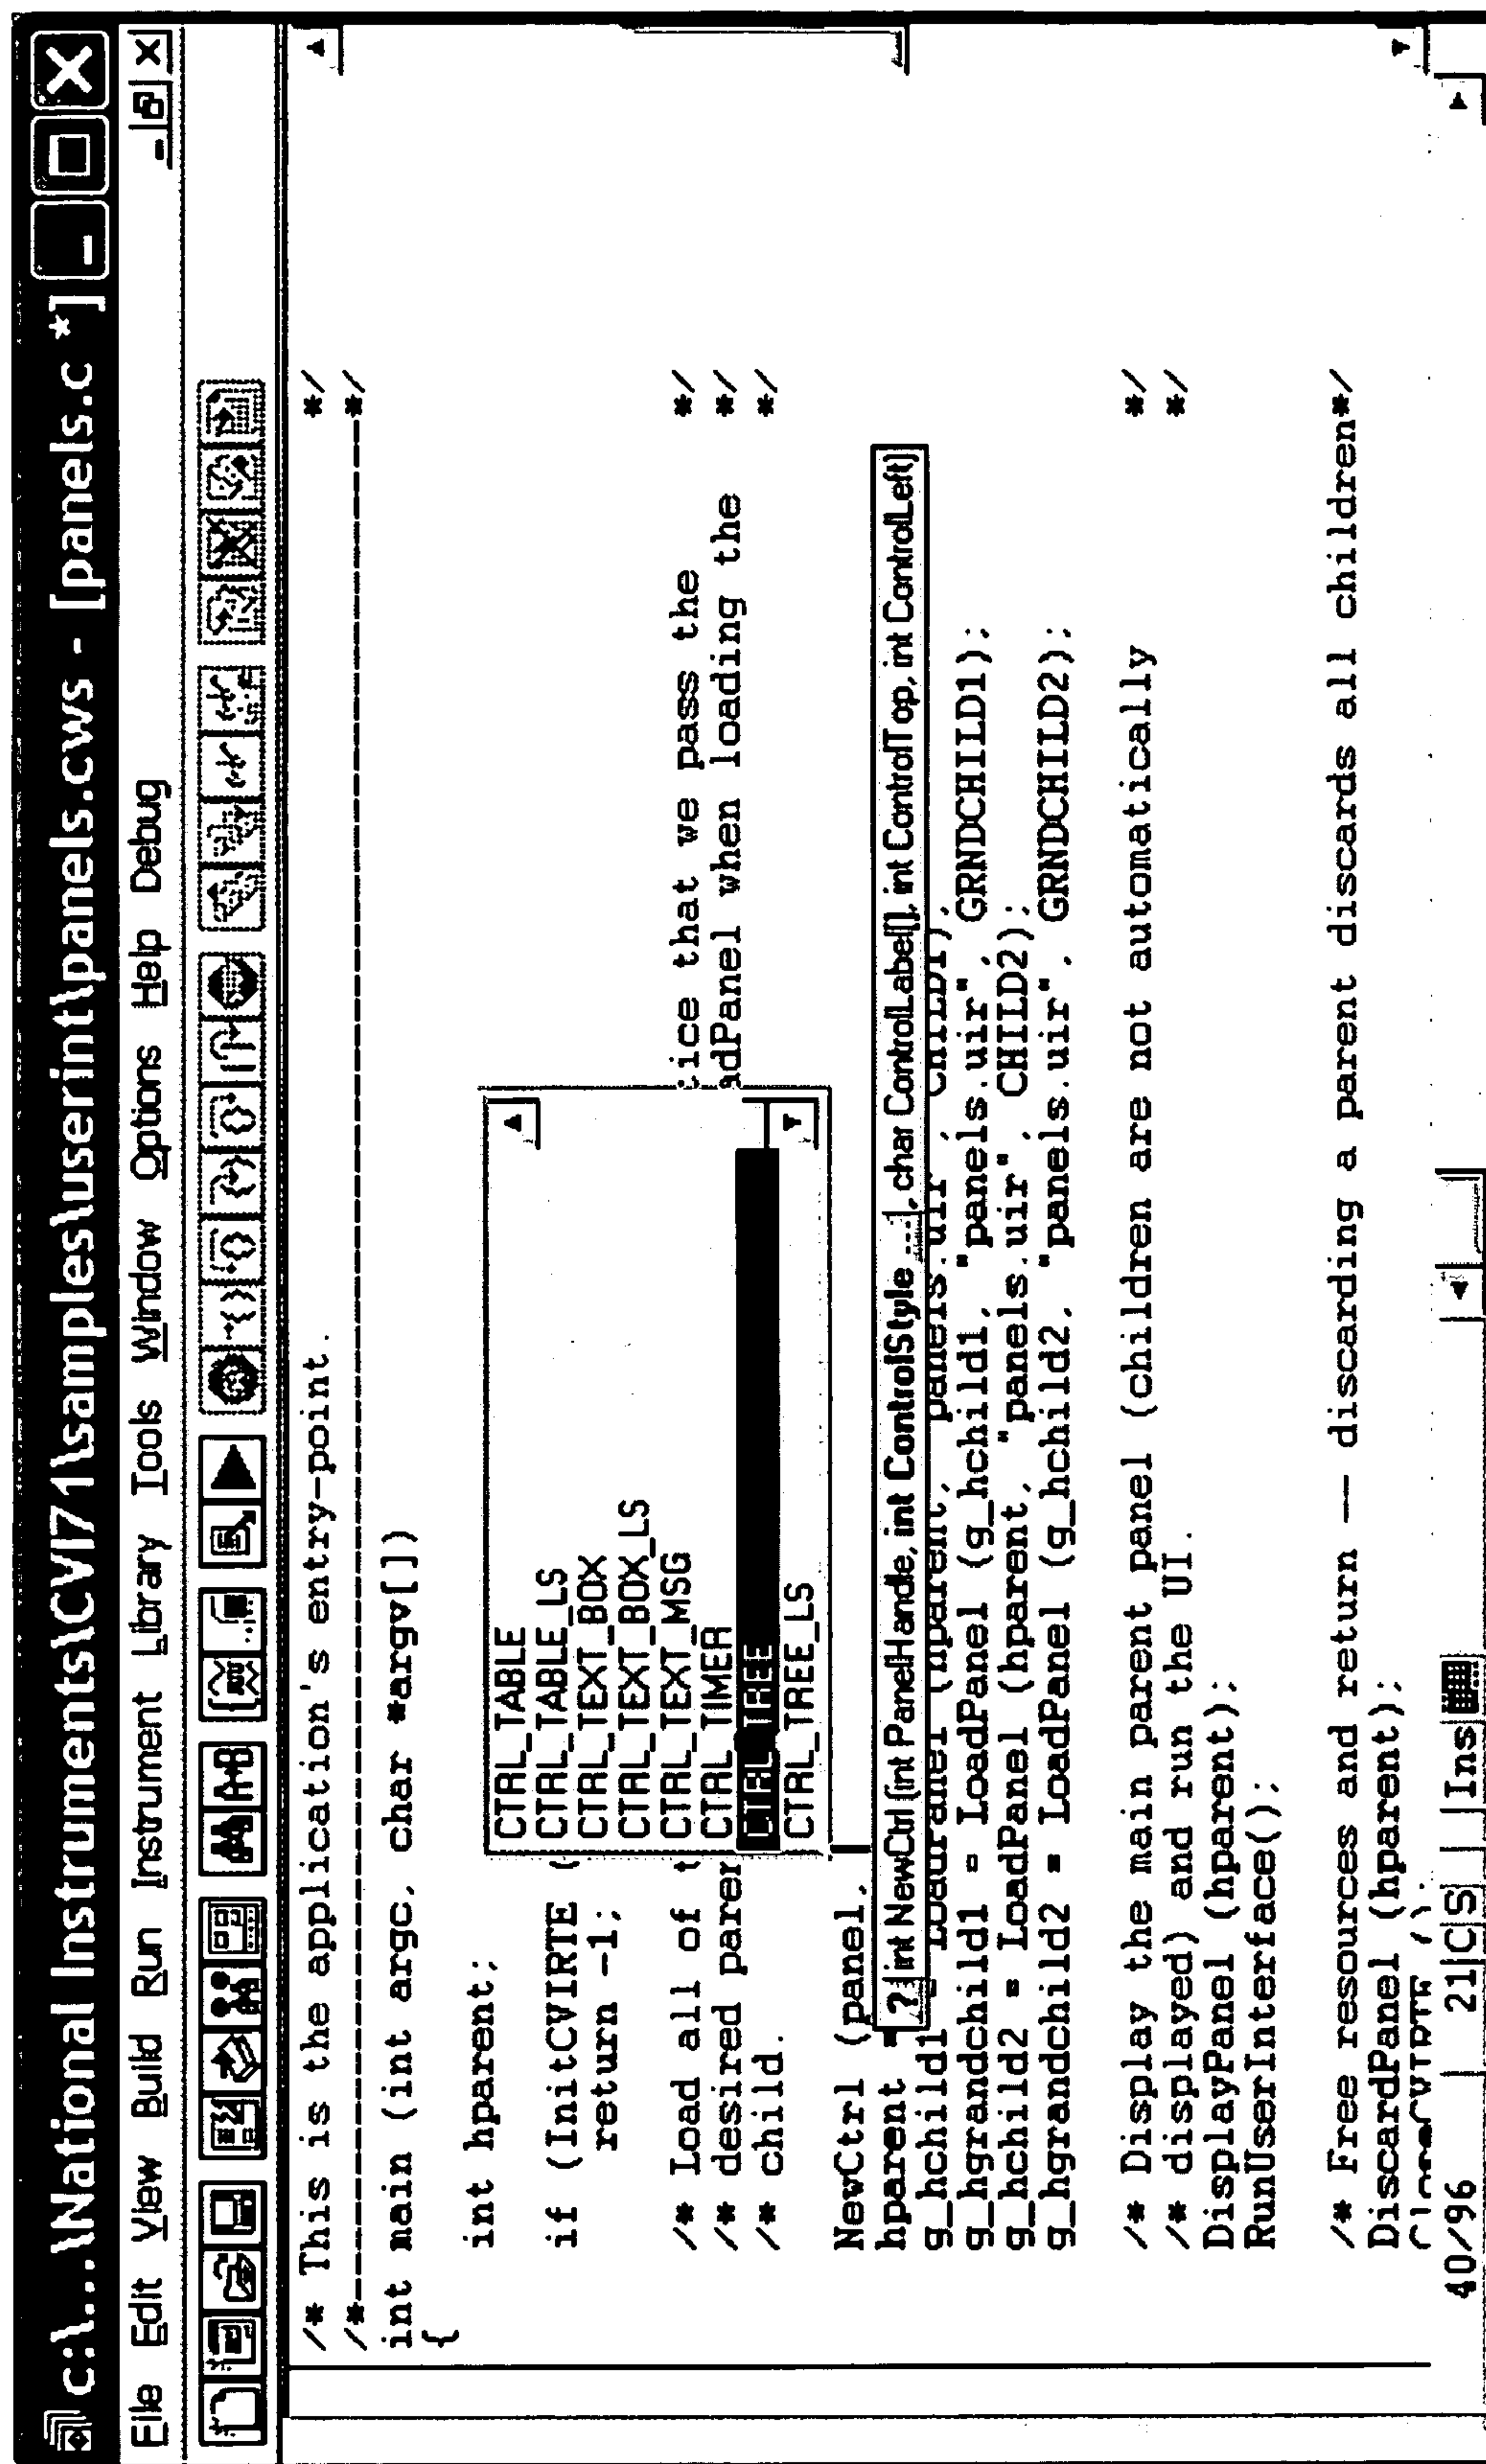 c:\...\National Instruments\CVI71\samples\userint\panels.cws - [panels.c *]
File Edit View Build Run Instrument Library Tools Window Options Help Debug
/* This is the application's entry-point. */
/*----------------------------------------------------------------------------*/
int main (int argc, char *argv[])
{
int hparent;
if (InitCVIRTE (
return -1;
/* Load all of t
ice that we pass the */
/* desired parer
adPanel when loading the */
/* child. */
CTRL_TABLE
CTRL_TABLE_LS
CTRL_TEXT_BOX
CTRL_TEXT_BOX_LS
CTRL_TEXT_MSG
CTRL_TIMER
CTRL_TREE
CTRL_TREE_LS
NewCtrl (panel,
hparent =
? int NewCtrl (int PanelHandle, int ControlStyle ..., char ControlLabel[], int ControlTop, int ControlLeft)
g_hchild1 = LoadPanel (hparent, "panels.uir", CHILD1);
g_hgrandchild1 = LoadPanel (g_hchild1, "panels.uir", GRNDCHILD1);
g_hchild2 = LoadPanel (hparent, "panels.uir", CHILD2);
g_hgrandchild2 = LoadPanel (g_hchild2, "panels.uir", GRNDCHILD2);
/* Display the main parent panel (children are not automatically */
/* displayed) and run the UI. */
DisplayPanel (hparent);
RunUserInterface();
/* Free resources and return -- discarding a parent discards all children*/
DiscardPanel (hparent);
40/96 21 C S Ins